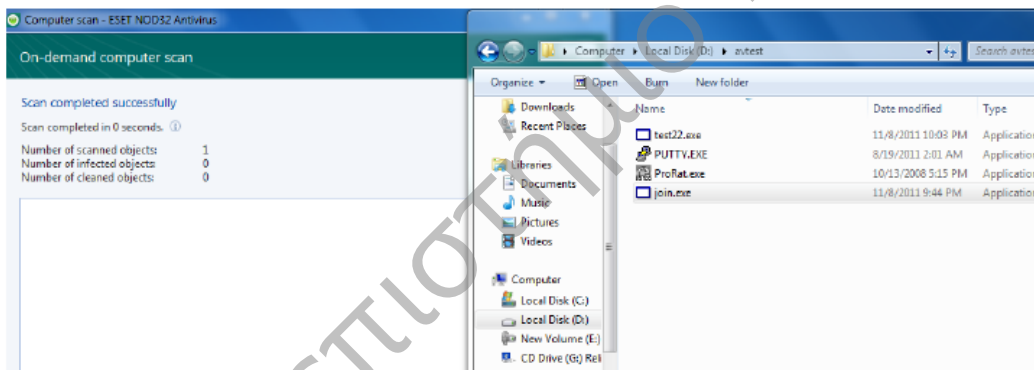 Computer scan - ESET NOD32 Antivirus
On-demand computer scan
Scan completed successfully
Scan completed in 0 seconds.
Number of scanned objects: 1
Number of infected objects: 0
Number of cleaned objects: 0
Computer Local Disk (D:) avtest
Search avtes
Organize Open Burn New folder
Name Date modified Type
Downloads
Recent Places
Libraries
Documents
Music
Pictures
Videos
Computer
Local Disk (C:)
Local Disk (D:)
New Volume (E:)
CD Drive (G:) Reli
test22.exe 11/8/2011 10:03 PM Application
PUTTY.EXE 8/19/2011 2:01 AM Application
ProRat.exe 10/13/2008 5:15 PM Application
join.exe 11/8/2011 9:44 PM Application
πιστήμιο